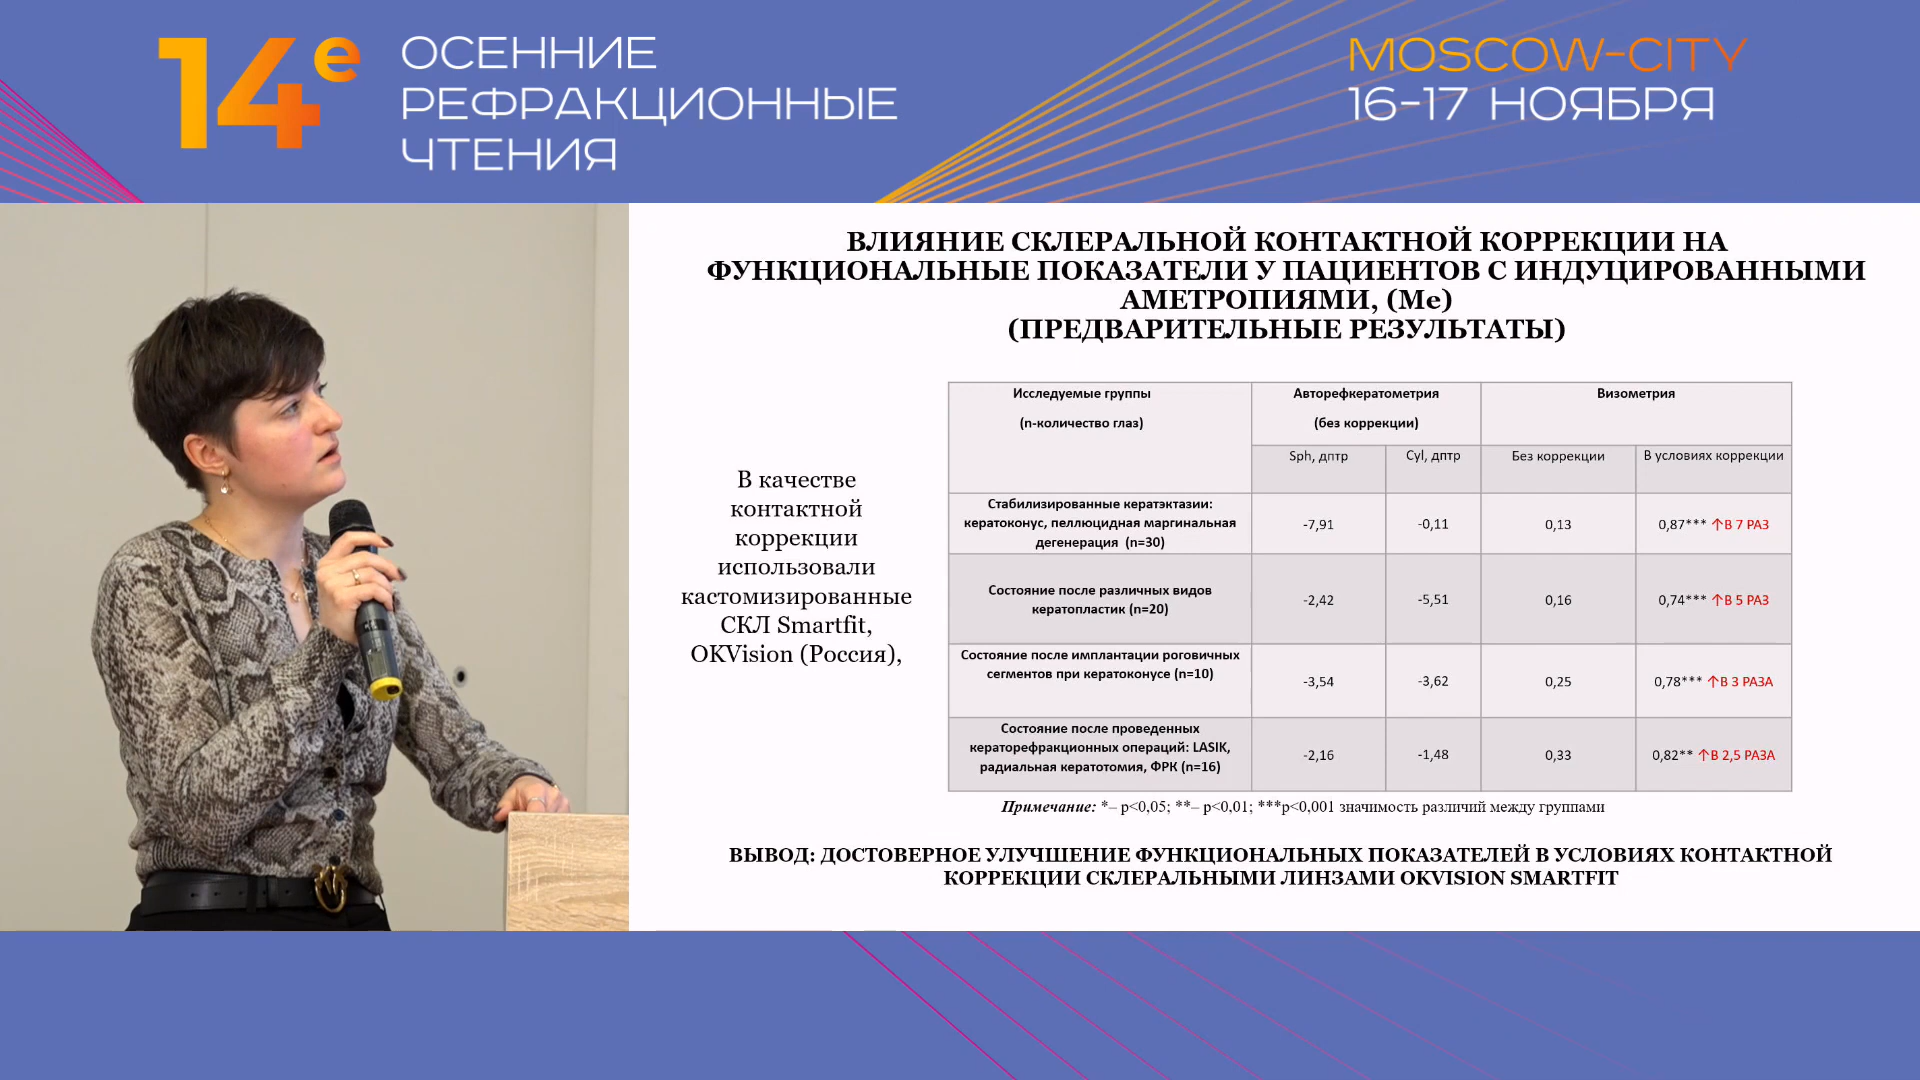 14е
ОСЕННИЕ
РЕФРАКЦИОННЫЕ
ЧТЕНИЯ
MOSCOW-CITY
16-17 НОЯБРЯ
ВЛИЯНИЕ СКЛЕРАЛЬНОЙ КОНТАКТНОЙ КОРРЕКЦИИ НА
ФУНКЦИОНАЛЬНЫЕ ПОКАЗАТЕЛИ У ПАЦИЕНТОВ С ИНДУЦИРОВАННЫМИ
АМЕТРОПИЯМИ, (Me)
(ПРЕДВАРИТЕЛЬНЫЕ РЕЗУЛЬТАТЫ)
В качестве
контактной
коррекции
использовали
кастомизированные
СКЛ Smartfit,
OKVision (Россия),
Исследуемые группы
(n-количество глаз)
Авторефкератометрия
(без коррекции)
Визометрия
Sph, дптр
Cyl, дптр
Без коррекции
В условиях коррекции
Стабилизированные кератэктазии:
кератоконус, пеллюцидная маргинальная
дегенерация (n=30)
-7,91
-0,11
0,13
0,87*** ↑В 7 РАЗ
Состояние после различных видов
кератопластик (n=20)
-2,42
-5,51
0,16
0,74*** ↑В 5 РАЗ
Состояние после имплантации роговичных
сегментов при кератоконусе (n=10)
-3,54
-3,62
0,25
0,78*** ↑В 3 РАЗА
Состояние после проведенных
кераторефракционных операций: LASIK,
радиальная кератотомия, ФРК (n=16)
-2,16
-1,48
0,33
0,82** ↑В 2,5 РАЗА
Примечание: *– p<0,05; **– p<0,01; ***p<0,001 значимость различий между группами
ВЫВОД: ДОСТОВЕРНОЕ УЛУЧШЕНИЕ ФУНКЦИОНАЛЬНЫХ ПОКАЗАТЕЛЕЙ В УСЛОВИЯХ КОНТАКТНОЙ
КОРРЕКЦИИ СКЛЕРАЛЬНЫМИ ЛИНЗАМИ OKVISION SMARTFIT